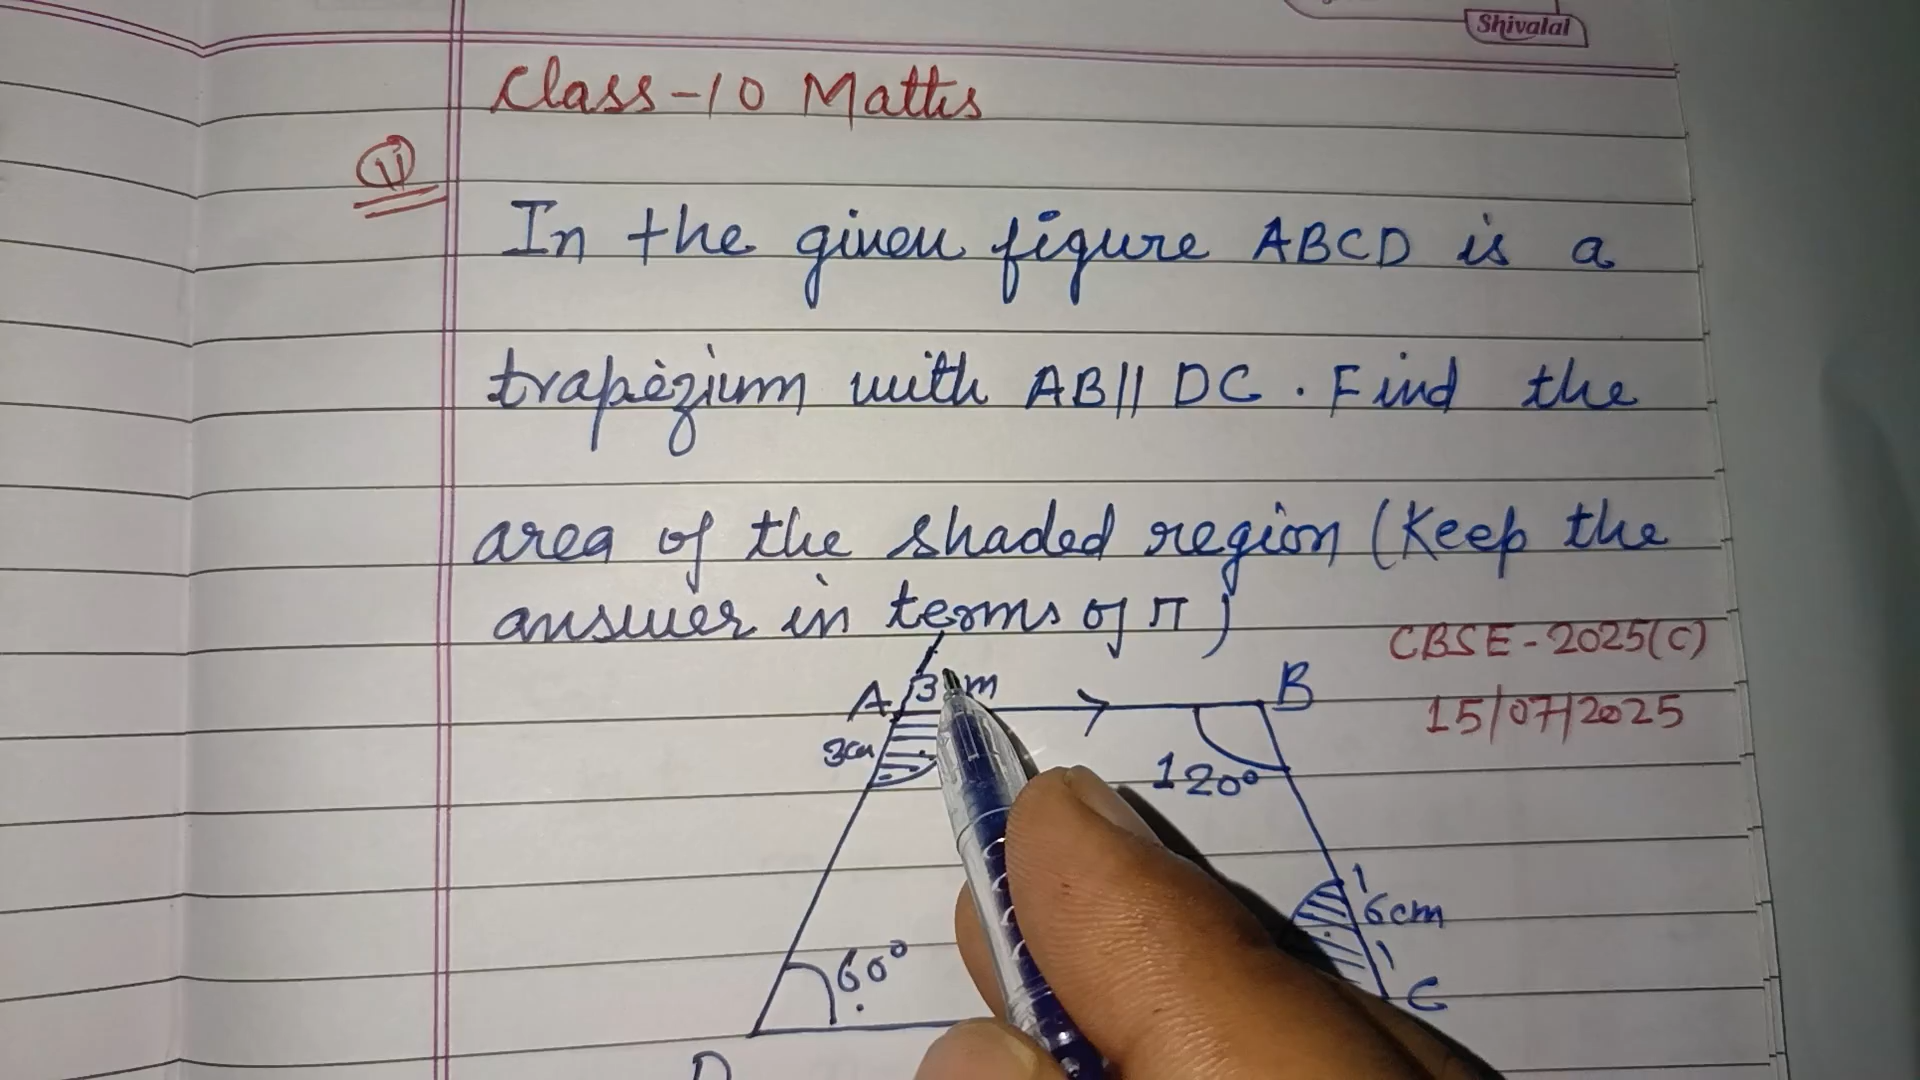 Shivalal
Class-10 Maths
11
In the given figure ABCD is a
trapezium with AB || DC. Find the
area of the shaded region (Keep the
answer in terms of π)
CBSE-2025(C)
15/07/2025
A
B
3cm
120°
6cm
60°
C
D